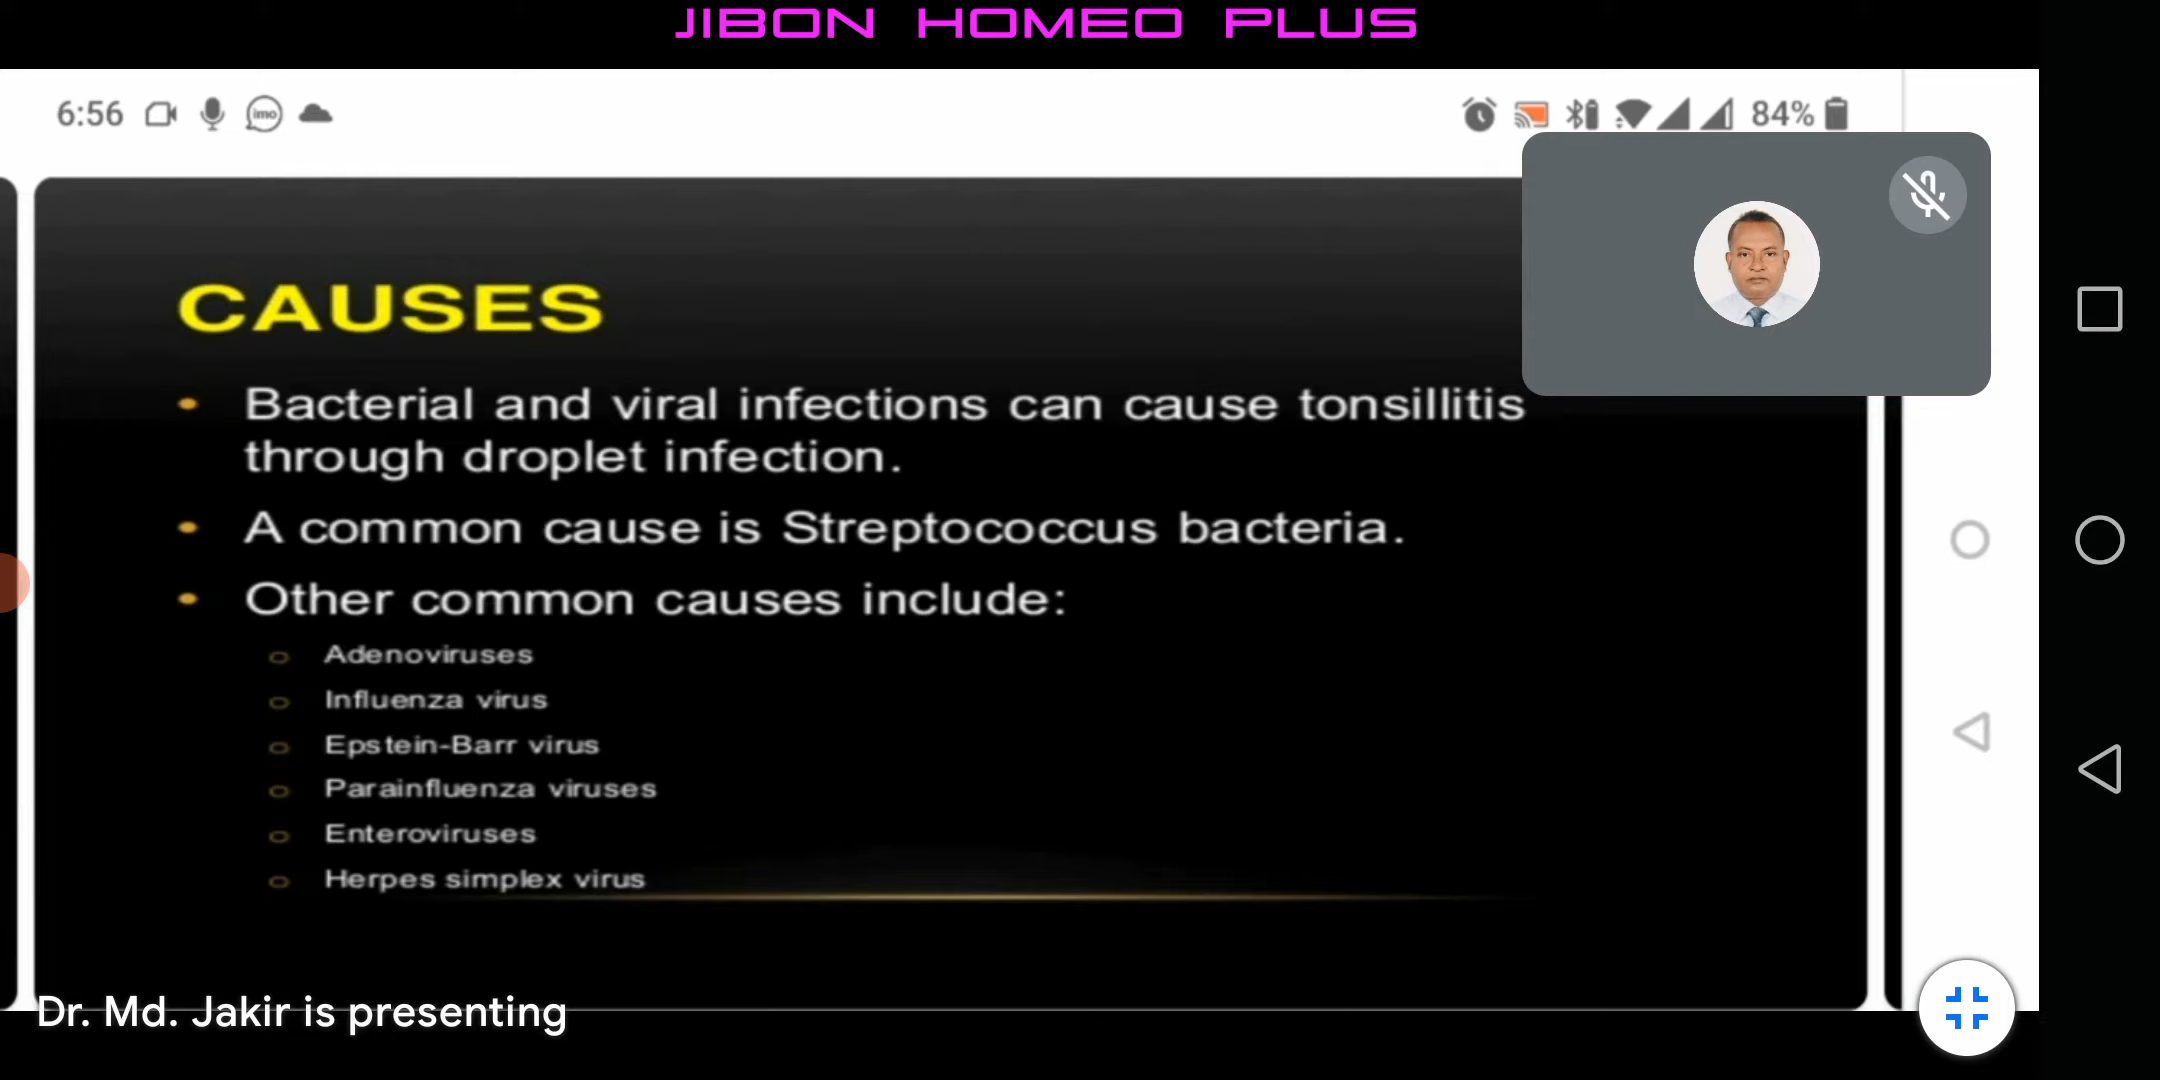 JIBON HOMEO PLUS
6:56
imo
84%
CAUSES
• Bacterial and viral infections can cause tonsillitis
through droplet infection.
• A common cause is Streptococcus bacteria.
• Other common causes include:
o Adenoviruses
o Influenza virus
o Epstein-Barr virus
o Parainfluenza viruses
o Enteroviruses
o Herpes simplex virus
Dr. Md. Jakir is presenting